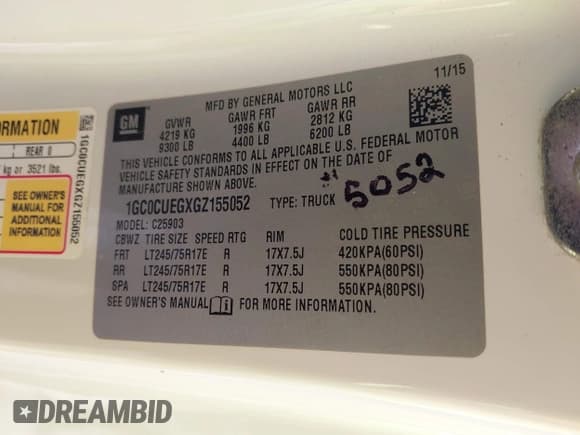 11/15
MFD BY GENERAL MOTORS LLC
GM
GVWR GAWR FRT GAWR RR
4219 KG 1996 KG 2812 KG
9300 LB 4400 LB 6200 LB
THIS VEHICLE CONFORMS TO ALL APPLICABLE U.S. FEDERAL MOTOR
VEHICLE SAFETY STANDARDS IN EFFECT ON THE DATE OF
MANUFACTURE SHOWN ABOVE.
1GC0CUEGXGZ155052 TYPE: TRUCK
5052
MODEL: C25903
CBWZ TIRE SIZE SPEED RTG RIM COLD TIRE PRESSURE
FRT LT245/75R17E R 17X7.5J 420KPA(60PSI)
RR LT245/75R17E R 17X7.5J 550KPA(80PSI)
SPA LT245/75R17E R 17X7.5J 550KPA(80PSI)
SEE OWNER'S MANUAL FOR MORE INFORMATION.
ORMATION
REAR 0
kg or 3521 lbs.
SEE OWNER'S
MANUAL FOR
ADDITIONAL
INFORMATION
1GC0CUEGXGZ155052
DREAMBID